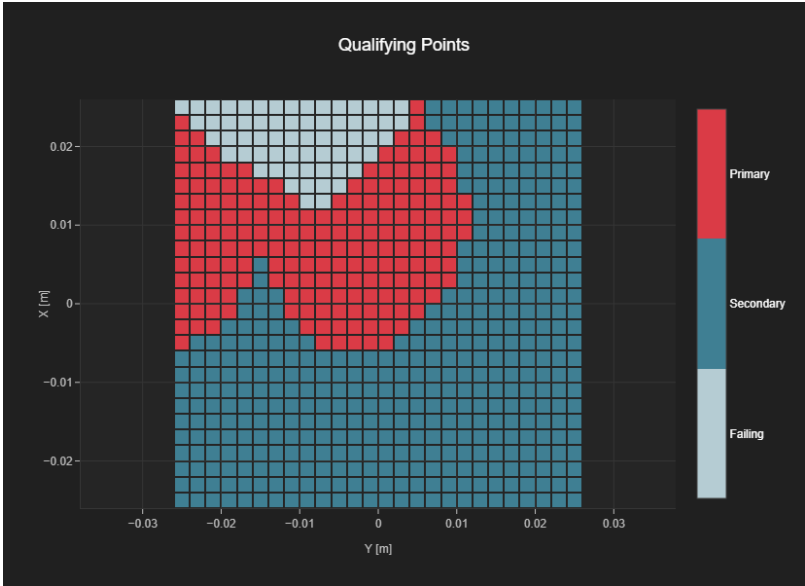 Qualifying Points
0.02
0.01
0
−0.01
−0.02
X [m]
−0.03
−0.02
−0.01
0
0.01
0.02
0.03
Y [m]
Primary
Secondary
Failing